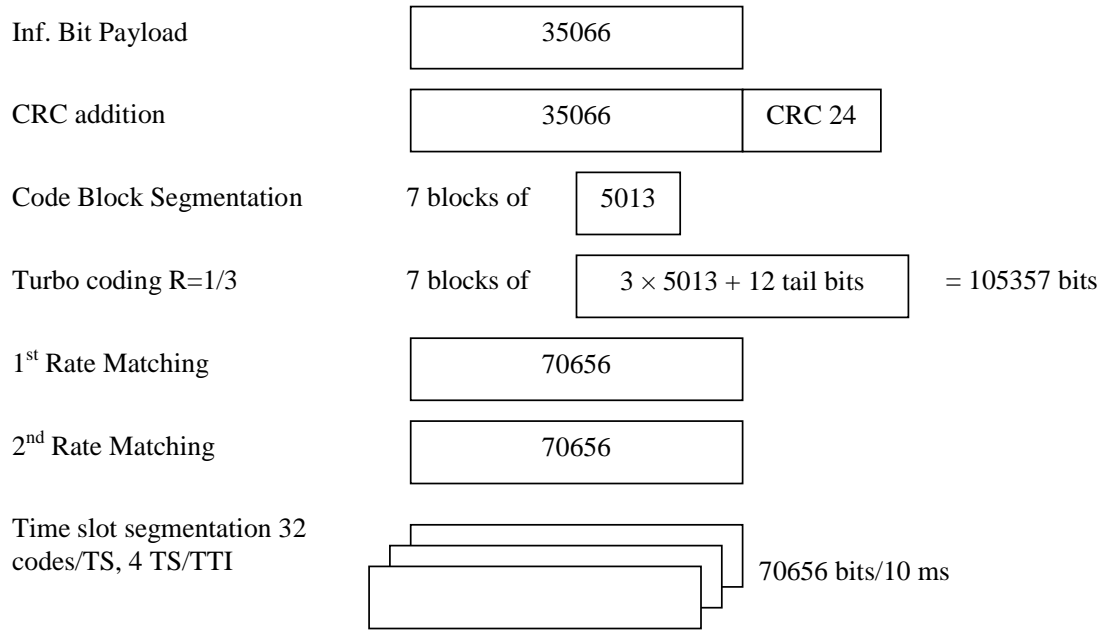 Inf. Bit Payload 35066
CRC addition 35066 CRC 24
Code Block Segmentation 7 blocks of 5013
Turbo coding R=1/3 7 blocks of 3 × 5013 + 12 tail bits = 105357 bits
1st Rate Matching 70656
2nd Rate Matching 70656
Time slot segmentation 32
codes/TS, 4 TS/TTI 70656 bits/10 ms